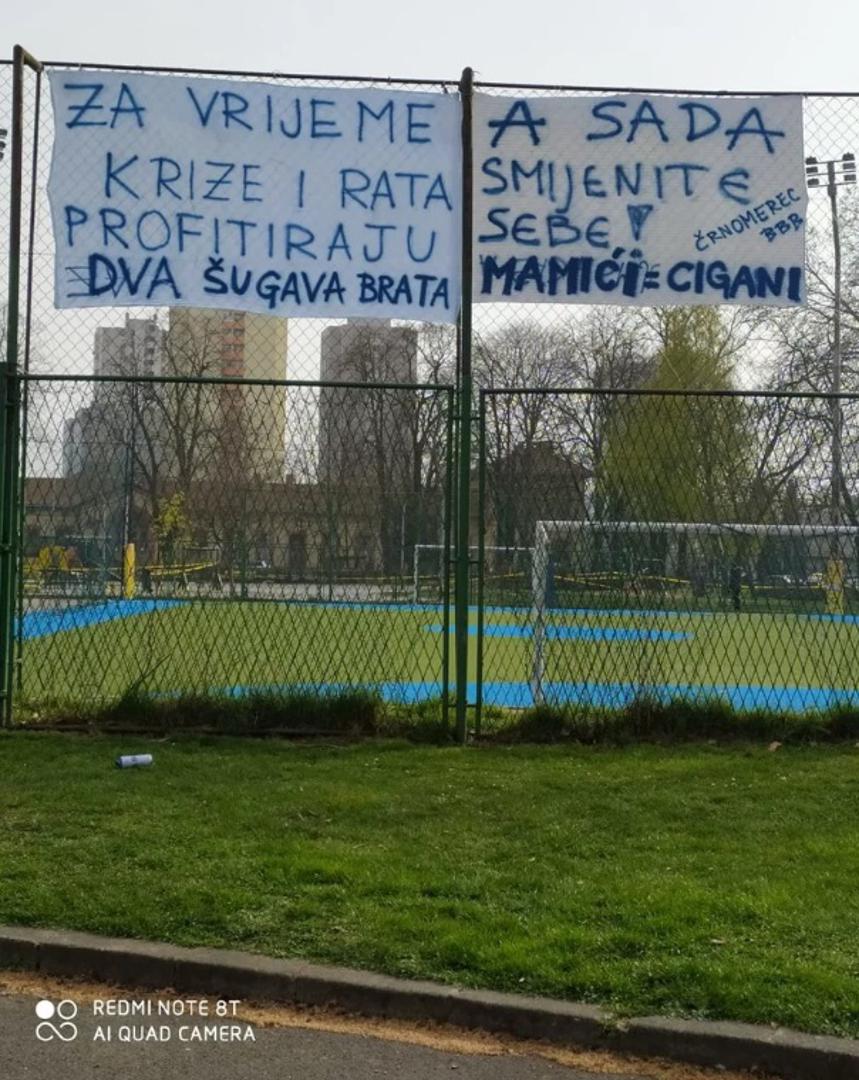 ZA VRIJEME
KRIZE I RATA
PROFITIRAJU
DVA ŠUGAVA BRATA
A SADA
SMIJENITE
SEBE!
ČRNOMEREC
BBB
MAMIĆI = CIGANI
REDMI NOTE 8T
AI QUAD CAMERA